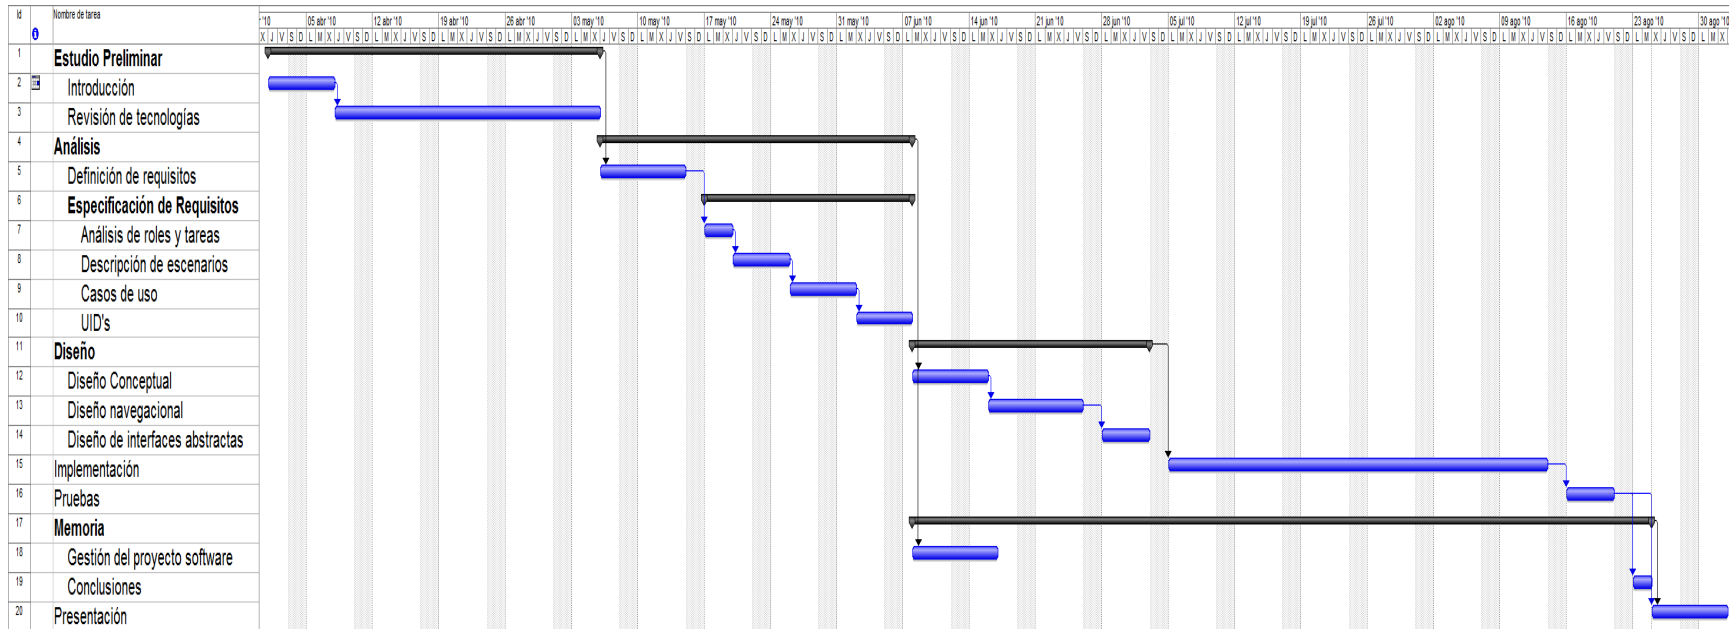 Id Nombre de tarea
'10 05 abr '10 12 abr '10 19 abr '10 26 abr '10 03 may '10 10 may '10 17 may '10 24 may '10 31 may '10 07 jun '10 14 jun '10 21 jun '10 28 jun '10 05 jul '10 12 jul '10 19 jul '10 26 jul '10 02 ago '10 09 ago '10 16 ago '10 23 ago '10 30 ago '10
X J V S D L M X J V S D L M X J V S D L M X J V S D L M X J V S D L M X J V S D L M X J V S D L M X J V S D L M X J V S D L M X J V S D L M X J V S D L M X J V S D L M X J V S D L M X J V S D L M X J V S D L M X J V S D L M X J V S D L M X J V S D L M X J V S D L M X J V S D L M X J V S D L M X J V S D L M X
1 Estudio Preliminar
2 Introducción
3 Revisión de tecnologías
4 Análisis
5 Definición de requisitos
6 Especificación de Requisitos
7 Análisis de roles y tareas
8 Descripción de escenarios
9 Casos de uso
10 UID's
11 Diseño
12 Diseño Conceptual
13 Diseño navegacional
14 Diseño de interfaces abstractas
15 Implementación
16 Pruebas
17 Memoria
18 Gestión del proyecto software
19 Conclusiones
20 Presentación